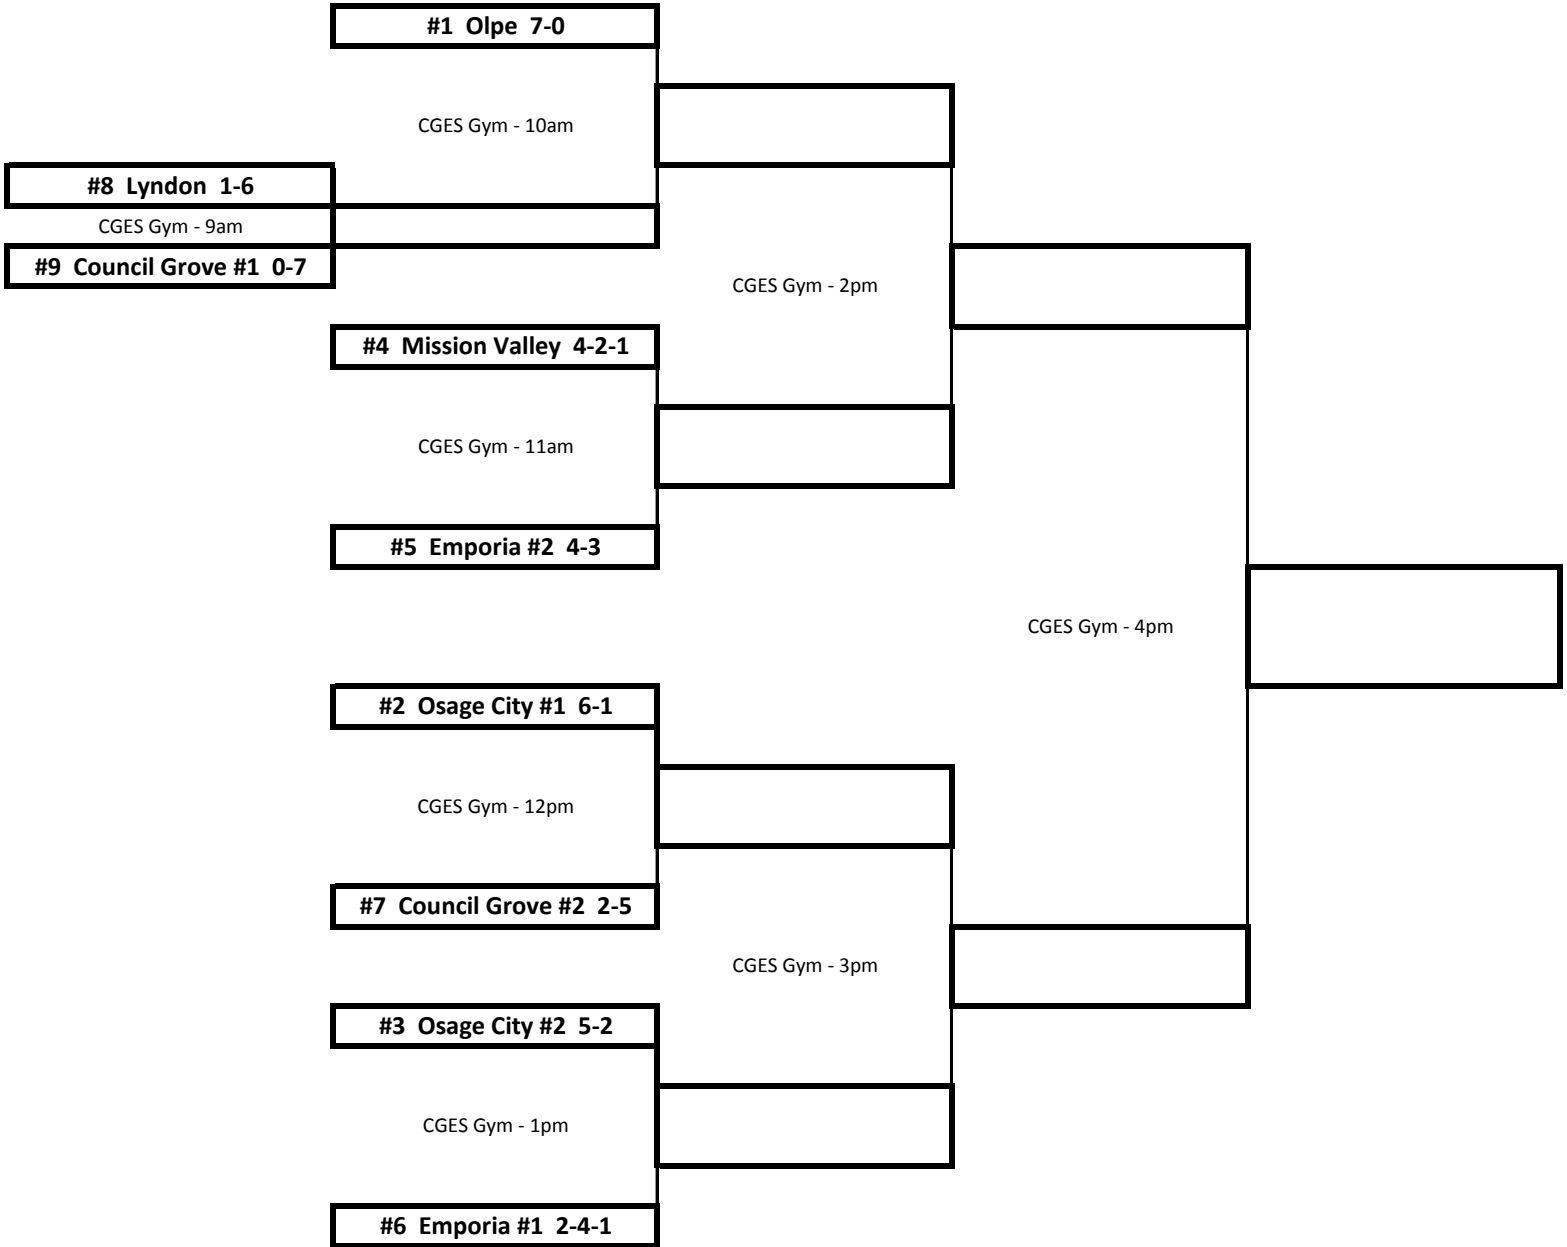 #1 Olpe 7-0
CGES Gym - 10am
#8 Lyndon 1-6
CGES Gym - 9am
#9 Council Grove #1 0-7
CGES Gym - 2pm
#4 Mission Valley 4-2-1
CGES Gym - 11am
#5 Emporia #2 4-3
CGES Gym - 4pm
#2 Osage City #1 6-1
CGES Gym - 12pm
#7 Council Grove #2 2-5
CGES Gym - 3pm
#3 Osage City #2 5-2
CGES Gym - 1pm
#6 Emporia #1 2-4-1